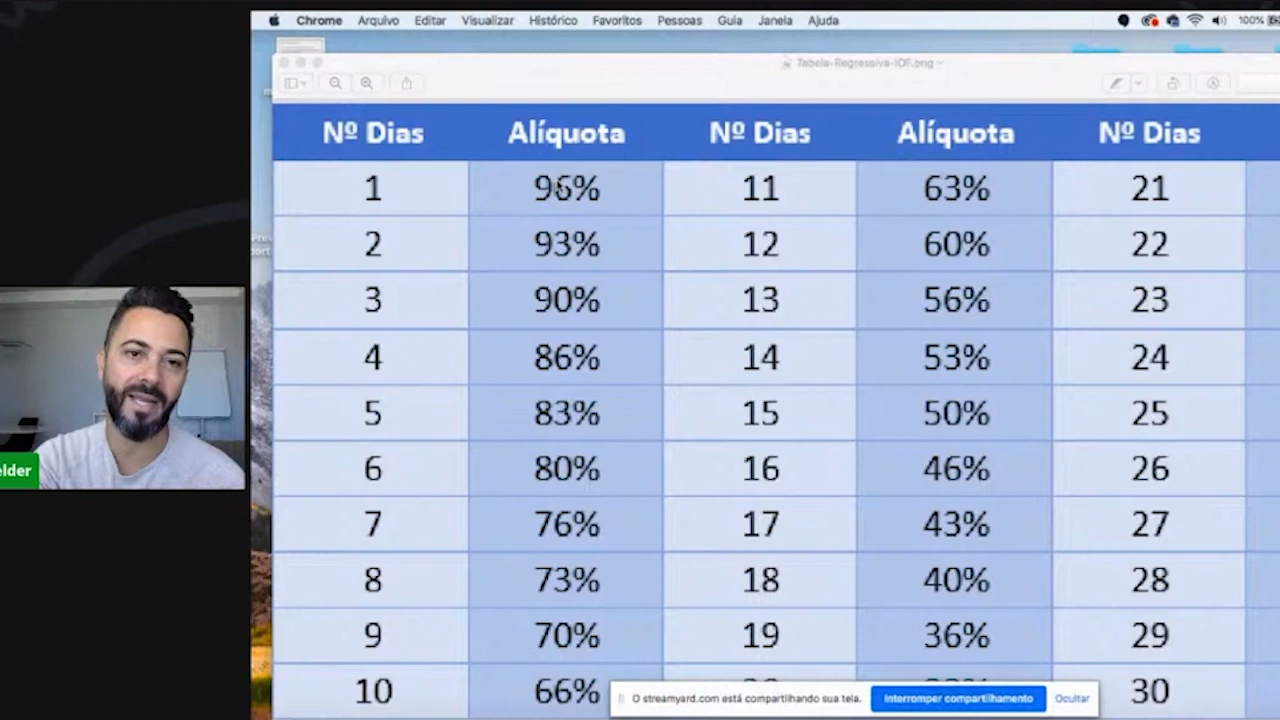 Chrome Arquivo Editar Visualizar Histórico Favoritos Pessoas Guia Janela Ajuda 100%
Tabela-Regressiva-IOF.png
Nº Dias Alíquota Nº Dias Alíquota Nº Dias
1 96% 11 63% 21
2 93% 12 60% 22
3 90% 13 56% 23
4 86% 14 53% 24
5 83% 15 50% 25
6 80% 16 46% 26
7 76% 17 43% 27
8 73% 18 40% 28
9 70% 19 36% 29
10 66% 30
elder
O streamyard.com está compartilhando sua tela. Interromper compartilhamento Ocultar